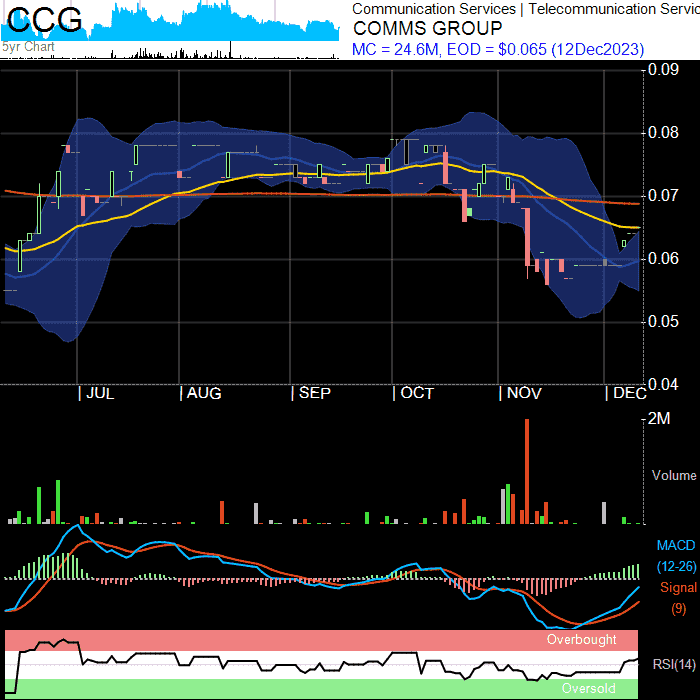 CCG
5yr Chart
Communication Services | Telecommunication Servic
COMMS GROUP
MC = 24.6M, EOD = $0.065 (12Dec2023)
0.09
0.08
0.07
0.06
0.05
0.04
| JUL | AUG | SEP | OCT | NOV | DEC
2M
Volume
MACD
(12-26)
Signal
(9)
Overbought
RSI(14)
Oversold